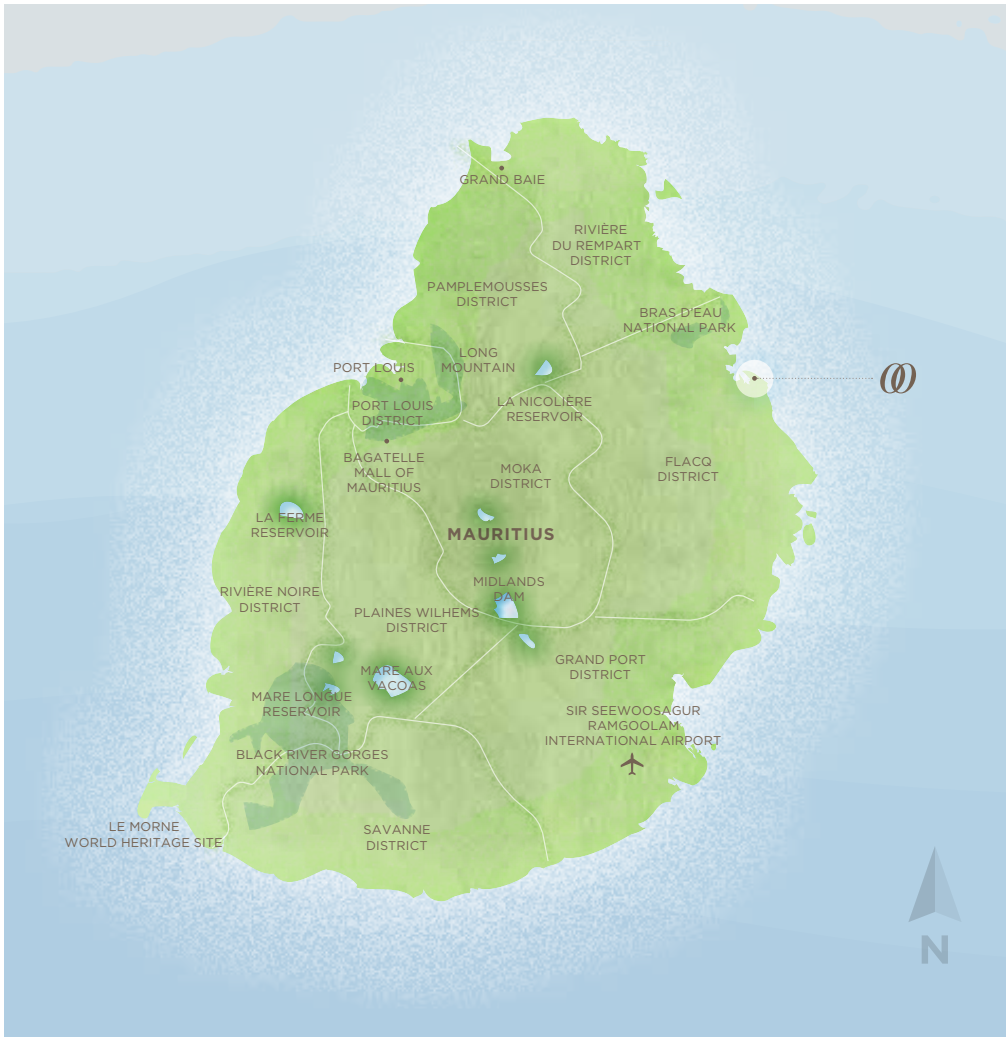 GRAND BAIE
RIVIÈRE
DU REMPART
DISTRICT
PAMPLEMOUSSES
DISTRICT
BRAS D'EAU
NATIONAL PARK
LONG
MOUNTAIN
PORT LOUIS
PORT LOUIS
DISTRICT
LA NICOLIÈRE
RESERVOIR
BAGATELLE
MALL OF
MAURITIUS
MOKA
DISTRICT
FLACQ
DISTRICT
LA FERME
RESERVOIR
MAURITIUS
MIDLANDS
DAM
RIVIÈRE NOIRE
DISTRICT
PLAINES WILHEMS
DISTRICT
GRAND PORT
DISTRICT
MARE AUX
VACOAS
MARE LONGUE
RESERVOIR
SIR SEEWOOSAGUR
RAMGOOLAM
INTERNATIONAL AIRPORT
BLACK RIVER GORGES
NATIONAL PARK
LE MORNE
WORLD HERITAGE SITE
SAVANNE
DISTRICT
N